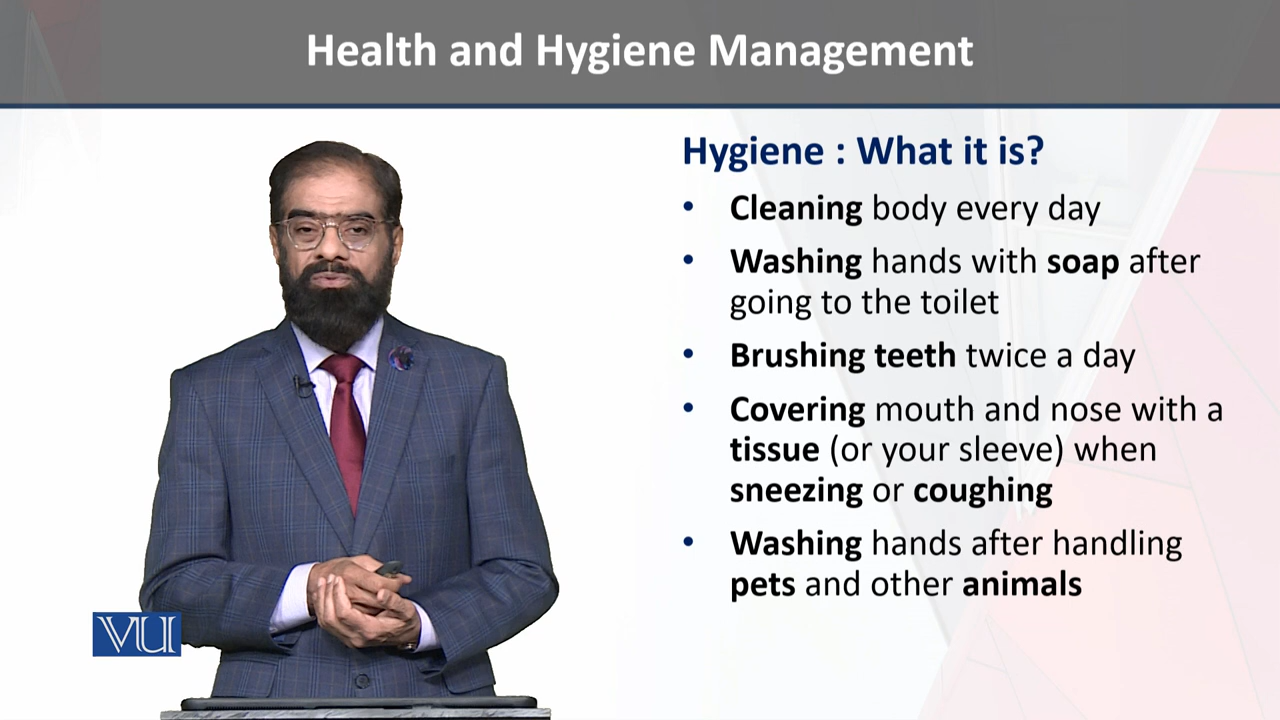 Health and Hygiene Management
Hygiene : What it is?
• Cleaning body every day
• Washing hands with soap after
going to the toilet
• Brushing teeth twice a day
• Covering mouth and nose with a
tissue (or your sleeve) when
sneezing or coughing
• Washing hands after handling
pets and other animals
VU